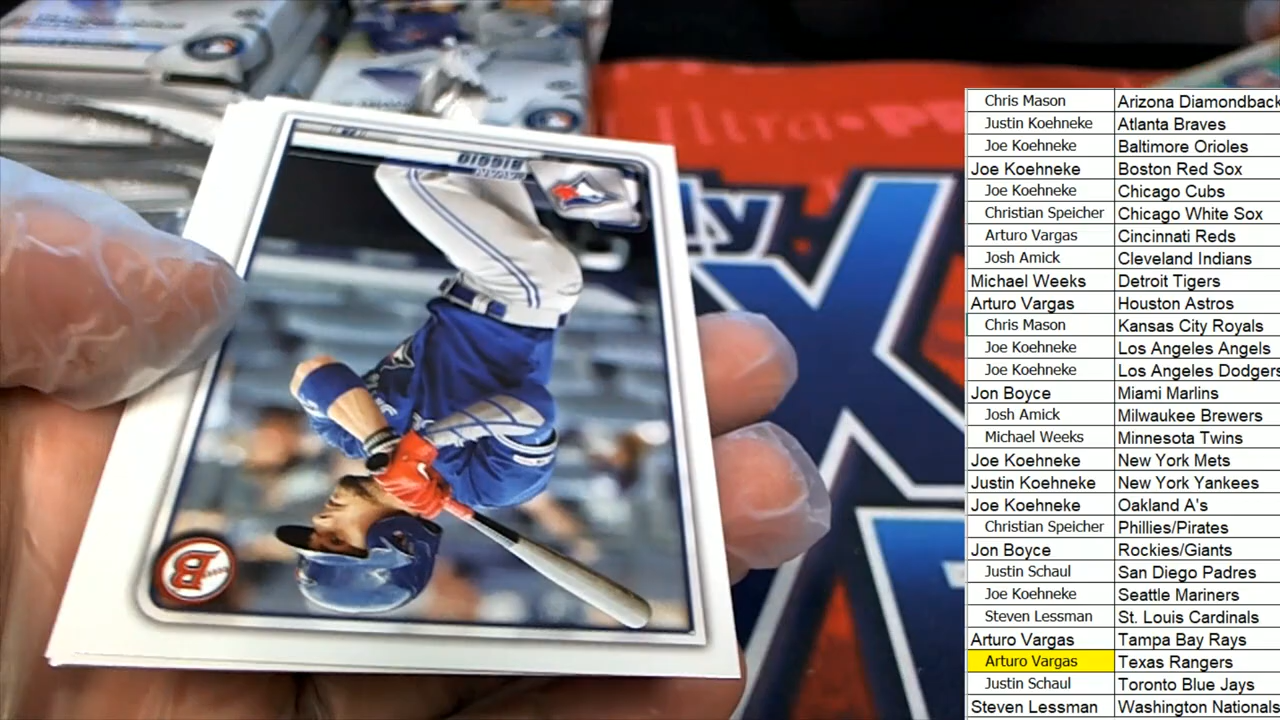 CAVAN
BIGGIO
B
Ultra·PR
ly
Chris Mason Arizona Diamondback
Justin Koehneke Atlanta Braves
Joe Koehneke Baltimore Orioles
Joe Koehneke Boston Red Sox
Joe Koehneke Chicago Cubs
Christian Speicher Chicago White Sox
Arturo Vargas Cincinnati Reds
Josh Amick Cleveland Indians
Michael Weeks Detroit Tigers
Arturo Vargas Houston Astros
Chris Mason Kansas City Royals
Joe Koehneke Los Angeles Angels
Joe Koehneke Los Angeles Dodgers
Jon Boyce Miami Marlins
Josh Amick Milwaukee Brewers
Michael Weeks Minnesota Twins
Joe Koehneke New York Mets
Justin Koehneke New York Yankees
Joe Koehneke Oakland A's
Christian Speicher Phillies/Pirates
Jon Boyce Rockies/Giants
Justin Schaul San Diego Padres
Joe Koehneke Seattle Mariners
Steven Lessman St. Louis Cardinals
Arturo Vargas Tampa Bay Rays
Arturo Vargas Texas Rangers
Justin Schaul Toronto Blue Jays
Steven Lessman Washington Nationals